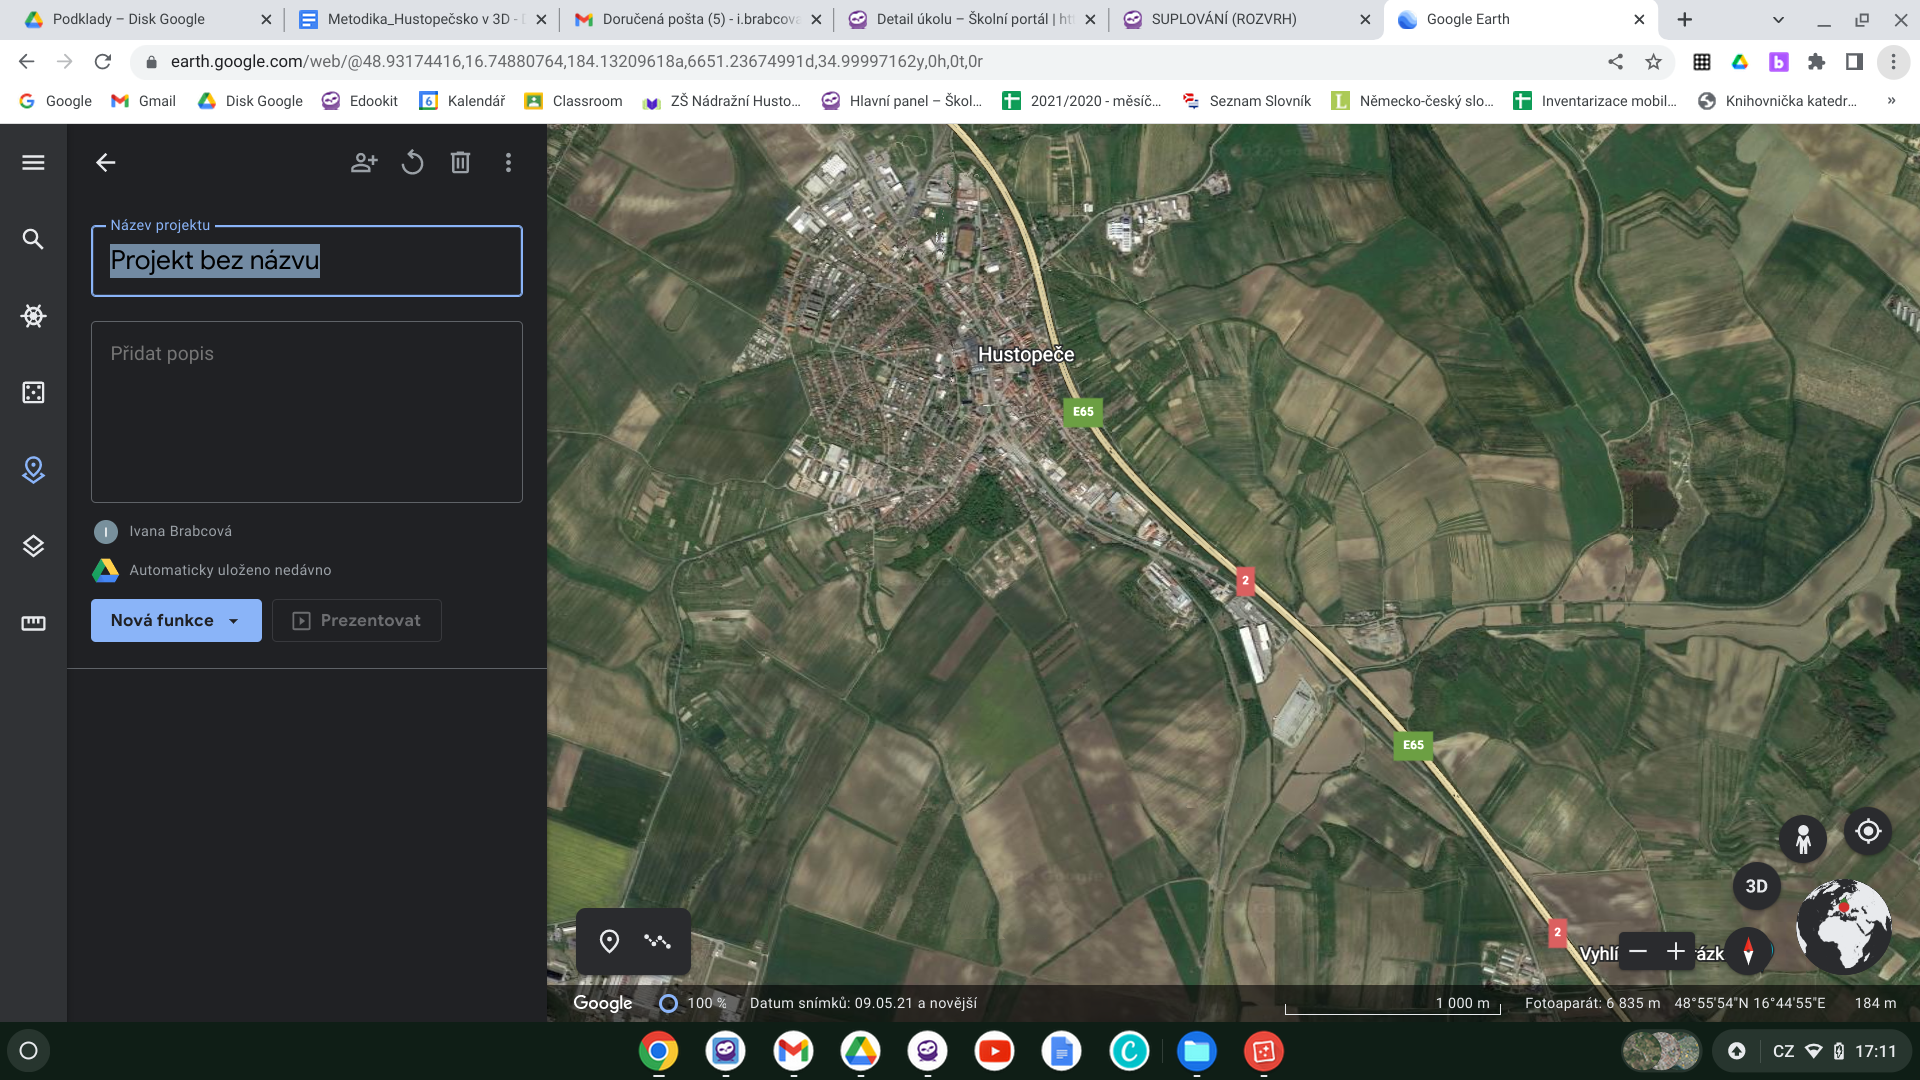 Podklady – Disk Google
Metodika_Hustopečsko v 3D - 
Doručená pošta (5) - i.brabcova
Detail úkolu – Školní portál | 
SUPLOVÁNÍ (ROZVRH)
Google Earth
earth.google.com/web/@48.93174416,16.74880764,184.13209618a,6651.23674991d,34.99997162y,0h,0t,0r
Google
Gmail
Disk Google
Edookit
Kalendář
Classroom
ZŠ Nádražní Husto...
Hlavní panel – Škol...
2021/2020 - měsíč...
Seznam Slovník
Německo-český slo...
Inventarizace mobil...
Knihovnička katedr...
»
Název projektu
Projekt bez názvu
Přidat popis
I Ivana Brabcová
Automaticky uloženo nedávno
Nová funkce
Prezentovat
Hustopeče
E65
2
E65
2
Vyhlí
ázk
3D
Google
100 %
Datum snímků: 09.05.21 a novější
1 000 m
Fotoaparát: 6 835 m
48°55'54"N 16°44'55"E
184 m
CZ
17:11